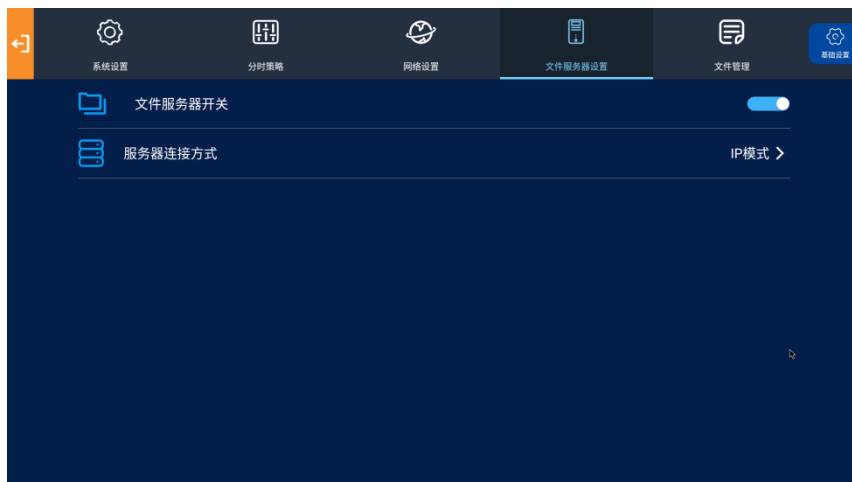 系统设置
分时策略
网络设置
文件服务器设置
文件管理
基础设置
文件服务器开关
服务器连接方式
IP模式